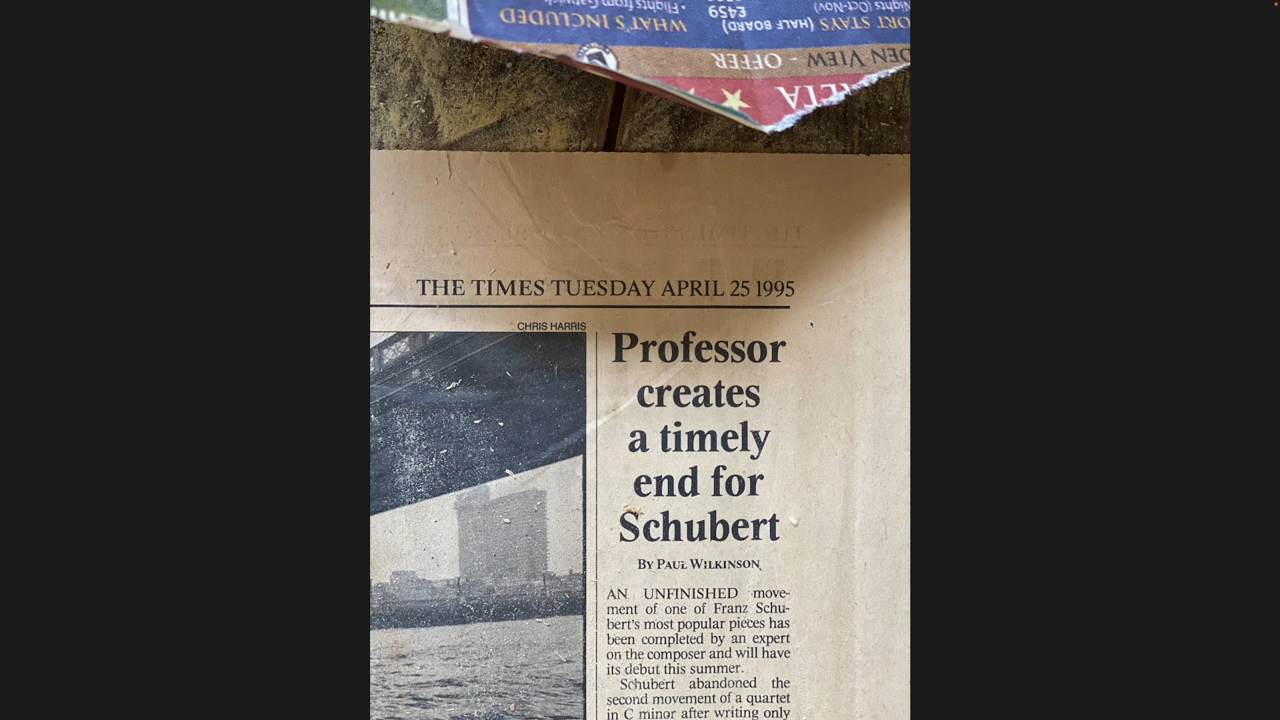 Nights (Oct-Nov)
£459
• Flights from Gatwick
ORT STAYS (HALF BOARD)
WHAT'S INCLUDED
DEN VIEW - OFFER
THE TIMES TUESDAY APRIL 25 1995
CHRIS HARRIS
Professor
creates
a timely
end for
Schubert
BY PAUL WILKINSON
AN UNFINISHED move-
ment of one of Franz Schu-
bert's most popular pieces has
been completed by an expert
on the composer and will have
its debut this summer.
Schubert abandoned the
second movement of a quartet
in C minor after writing only